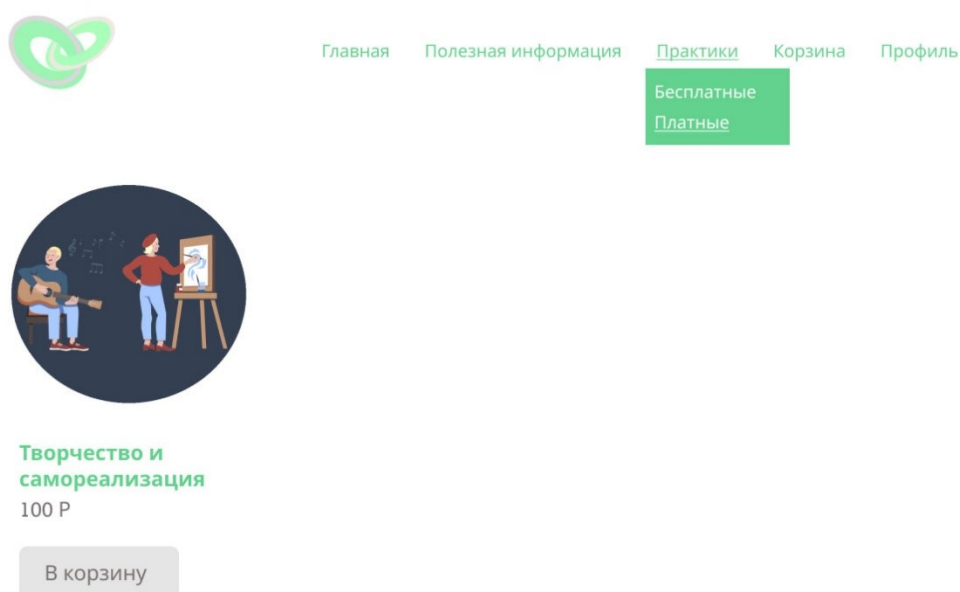 Главная Полезная информация Практики Корзина Профиль
Бесплатные
Платные
Творчество и
самореализация
100 Р
В корзину